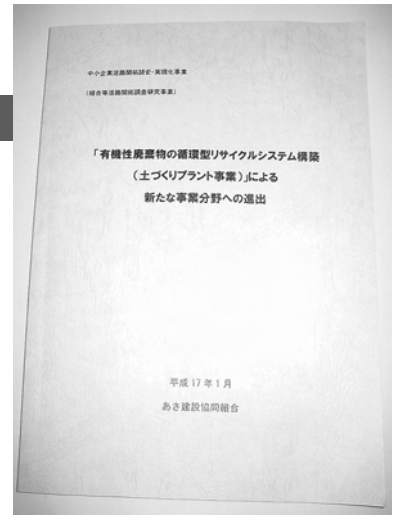 中小企業活路開拓調査・実現化事業
(組合等活路開拓調査研究事業)
「有機性廃棄物の循環型リサイクルシステム構築
(土づくりプラント事業)」による
新たな事業分野への進出
平成 17 年 1 月
あさ建設協同組合